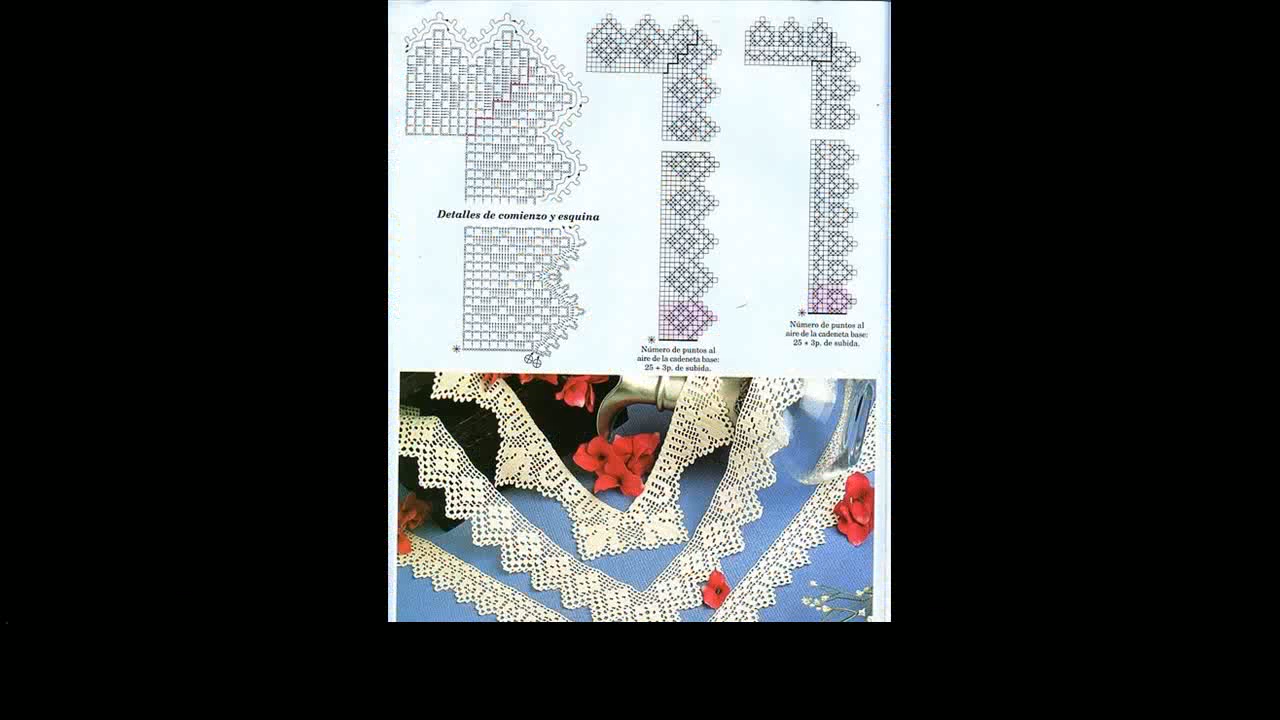 Detalles de comienzo y esquina
Número de puntos al
aire de la cadeneta base:
25 + 3p. de subida.
Número de puntos al
aire de la cadeneta base:
25 + 3p. de subida.